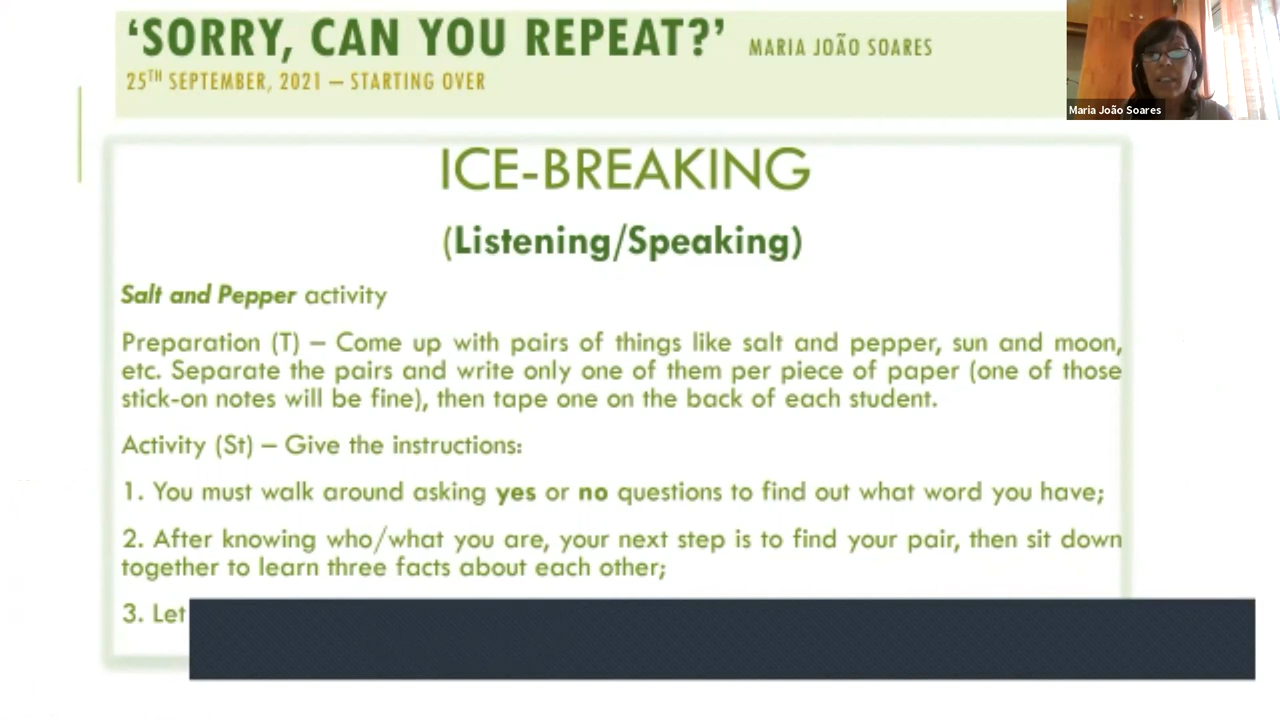 ‘SORRY, CAN YOU REPEAT?’ MARIA JOÃO SOARES
25TH SEPTEMBER, 2021 – STARTING OVER
Maria João Soares
ICE-BREAKING
(Listening/Speaking)
Salt and Pepper activity
Preparation (T) – Come up with pairs of things like salt and pepper, sun and moon,
etc. Separate the pairs and write only one of them per piece of paper (one of those
stick-on notes will be fine), then tape one on the back of each student.
Activity (St) – Give the instructions:
1. You must walk around asking yes or no questions to find out what word you have;
2. After knowing who/what you are, your next step is to find your pair, then sit down
together to learn three facts about each other;
3. Let